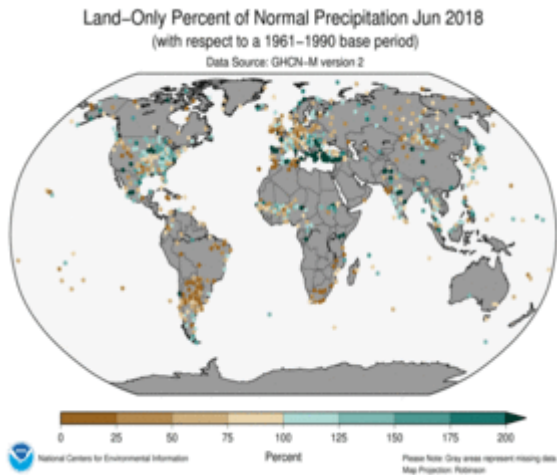 Land-Only Percent of Normal Precipitation Jun 2018
(with respect to a 1961-1990 base period)
Data Source: GHCN-M version 2
0 25 50 75 100 125 150 175 200
Percent
National Centers for Environmental Information
Please Note: Gray areas represent missing data
Map Projection: Robinson